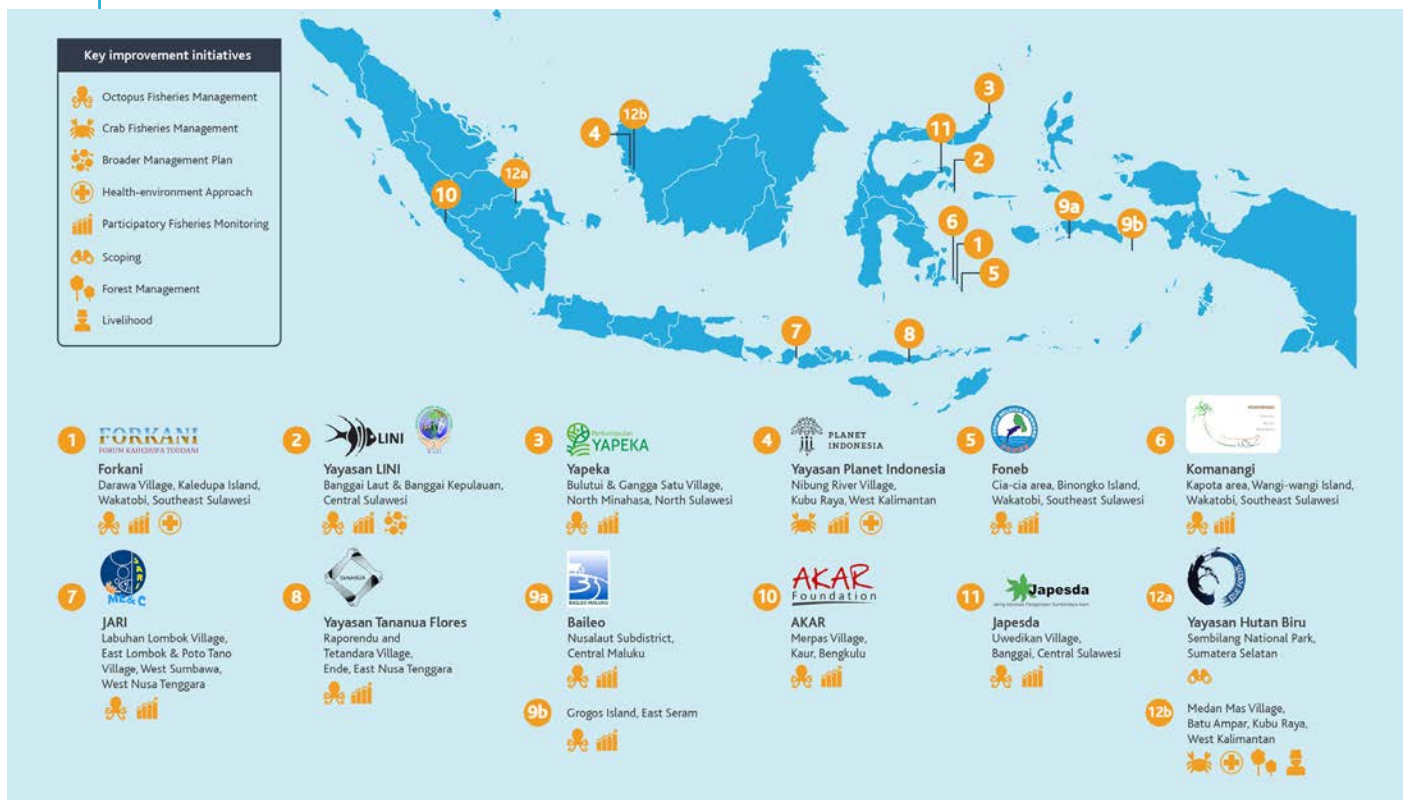 Key improvement initiatives
Octopus Fisheries Management
Crab Fisheries Management
Broader Management Plan
Health-environment Approach
Participatory Fisheries Monitoring
Scoping
Forest Management
Livelihood
3
12b
4
11
2
12a
10
9a
6
9b
1
5
7
8
1
FORKANI
FORUM KAHEDUPA TOUDANI
Forkani
Darawa Village, Kaledupa Island,
Wakatobi, Southeast Sulawesi
2
LINI
Yayasan LINI
Banggai Laut & Banggai Kepulauan,
Central Sulawesi
3
Perkumpulan
YAPEKA
Yapeka
Bulutui & Gangga Satu Village,
North Minahasa, North Sulawesi
4
PLANET
INDONESIA
Yayasan Planet Indonesia
Nibung River Village,
Kubu Raya, West Kalimantan
5
Foneb
Cia-cia area, Binongko Island,
Wakatobi, Southeast Sulawesi
6
Komanangi
Kapota area, Wangi-wangi Island,
Wakatobi, Southeast Sulawesi
7
JARI
ME&C
JARI
Labuhan Lombok Village,
East Lombok & Poto Tano
Village, West Sumbawa,
West Nusa Tenggara
8
TANANUA
Yayasan Tananua Flores
Raporendu and
Tetandara Village,
Ende, East Nusa Tenggara
9a
BAILEO MALUKU
Baileo
Nusalaut Subdistrict,
Central Maluku
9b
Grogos Island, East Seram
10
AKAR
Foundation
AKAR
Merpas Village,
Kaur, Bengkulu
11
Japesda
Japesda
Uwedikan Village,
Banggai, Central Sulawesi
12a
Yayasan Hutan Biru
Sembilang National Park,
Sumatera Selatan
12b
Medan Mas Village,
Batu Ampar, Kubu Raya,
West Kalimantan